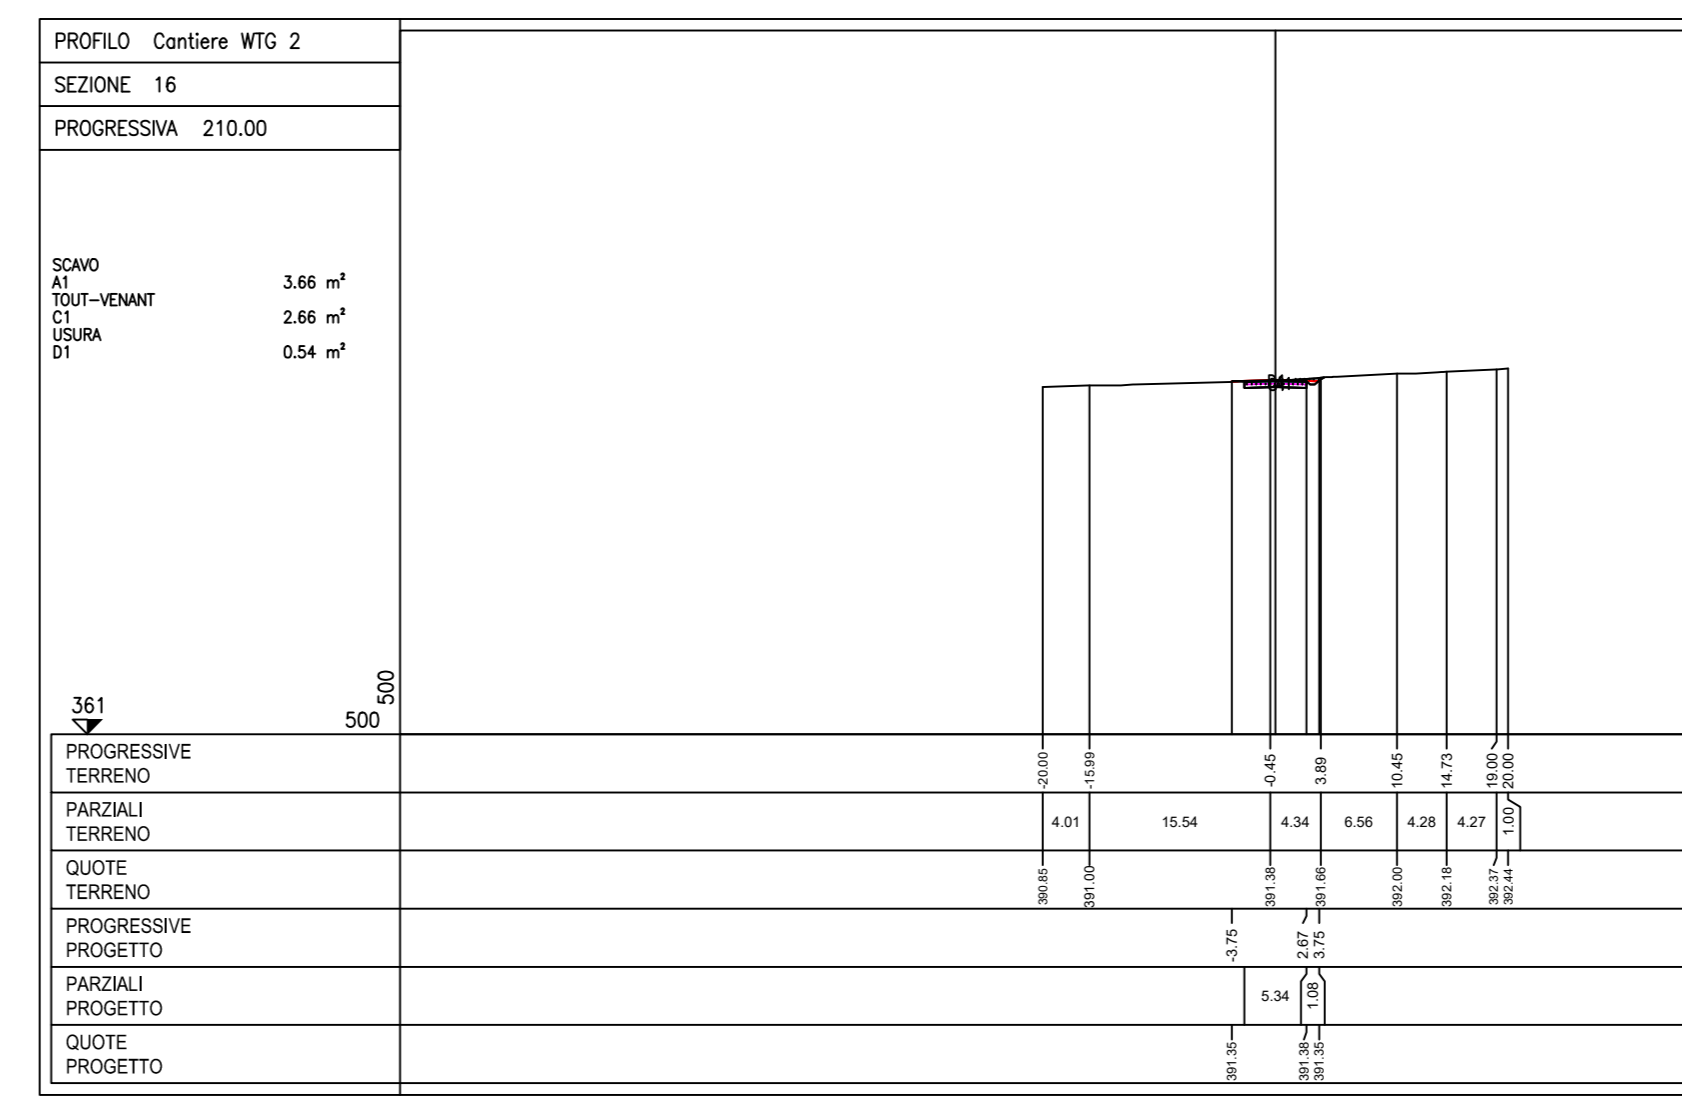 PROFILO Cantiere WTG 2
SEZIONE 16
PROGRESSIVA 210.00
SCAVO
A1 3.66 m²
TOUT-VENANT
C1 2.66 m²
USURA
D1 0.54 m²
500
361
500
PROGRESSIVE
TERRENO
-20.00 -15.99 -0.45 3.89 10.45 14.73 19.00 20.00
PARZIALI
TERRENO
4.01 15.54 4.34 6.56 4.28 4.27 1.00
QUOTE
TERRENO
390.85 391.00 391.38 391.66 392.00 392.18 392.37 392.44
PROGRESSIVE
PROGETTO
-3.75 2.67 3.75
PARZIALI
PROGETTO
5.34 1.08
QUOTE
PROGETTO
391.35 391.38 391.35